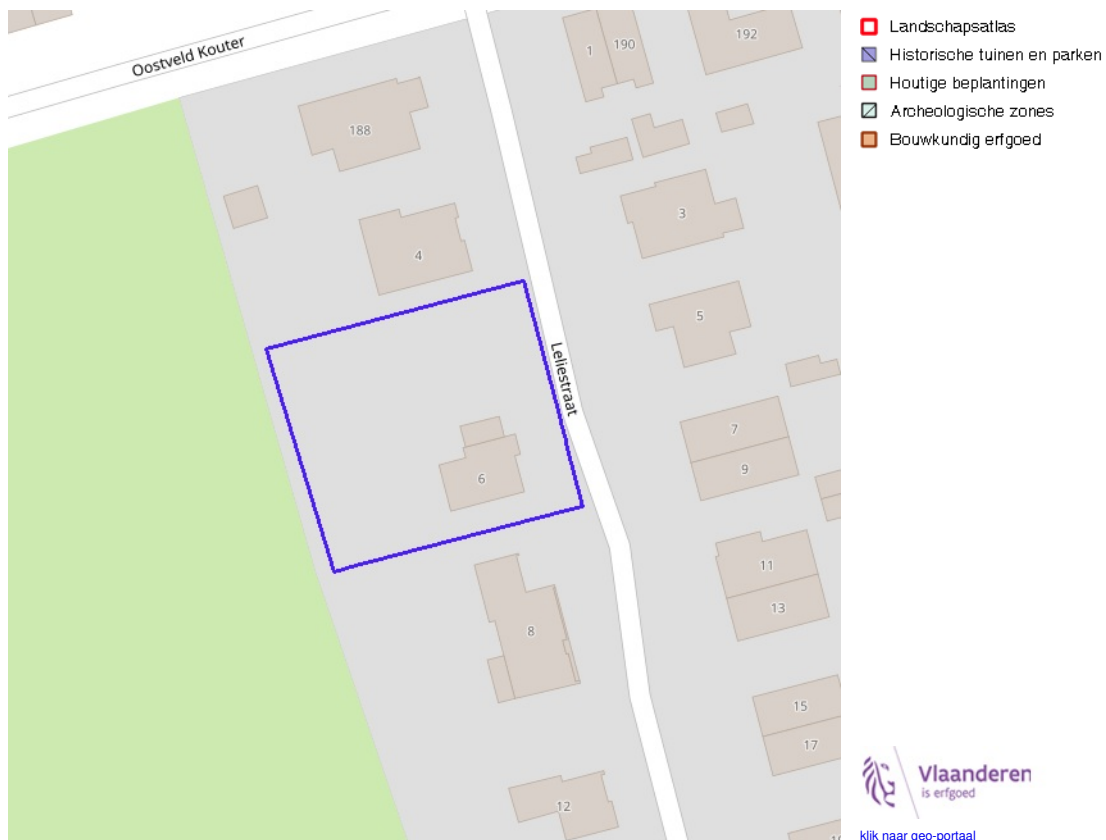 Oostveld Kouter
188
4
6
8
12
Leliestraat
1
190
192
3
5
7
9
11
13
15
17
Landschapsatlas
Historische tuinen en parken
Houtige beplantingen
Archeologische zones
Bouwkundig erfgoed
Vlaanderen
is erfgoed
klik naar geo-portaal